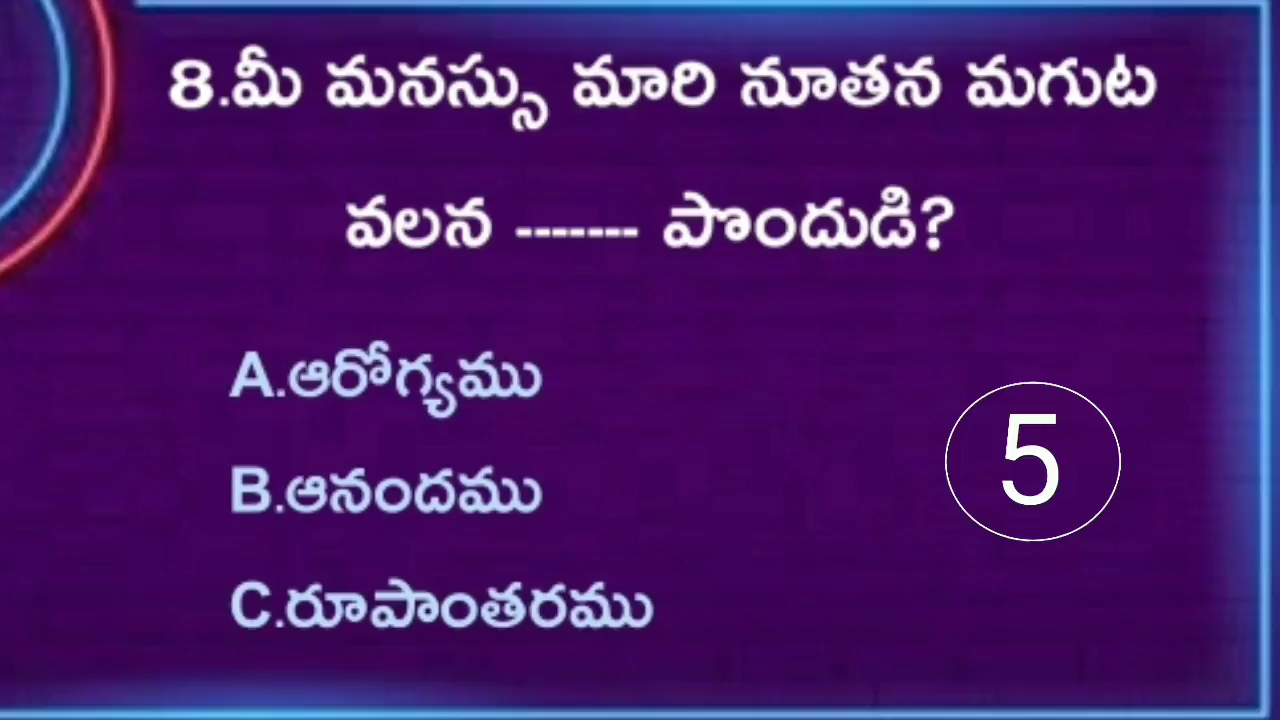 8.మీ మనస్సు మారి నూతన మగుట
వలన ------- పొందుడి?
A.ఆరోగ్యము
B.ఆనందము
5
C.రూపాంతరము